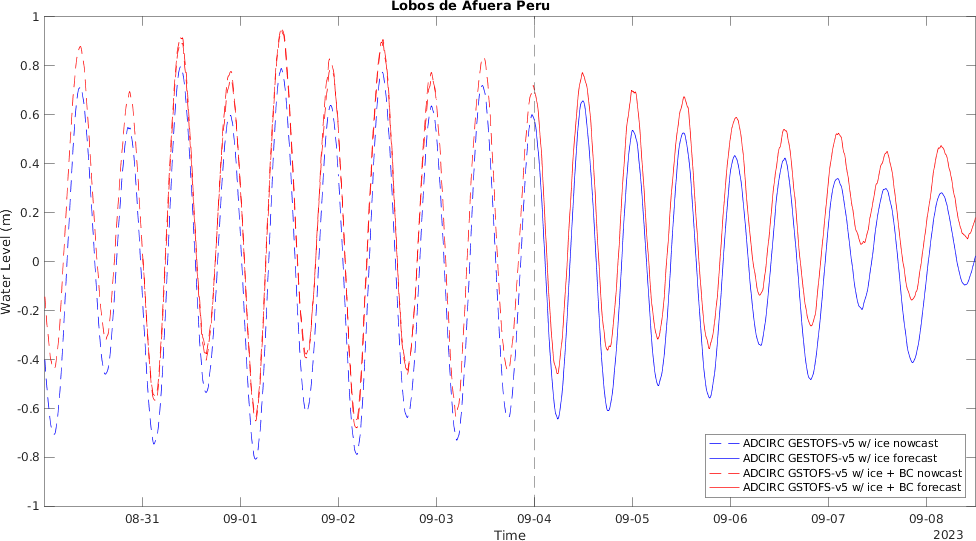 Lobos de Afuera Peru
1
0.8
0.6
0.4
0.2
0
-0.2
-0.4
-0.6
-0.8
-1
Water Level (m)
ADCIRC GESTOFS-v5 w/ ice nowcast
ADCIRC GESTOFS-v5 w/ ice forecast
ADCIRC GSTOFS-v5 w/ ice + BC nowcast
ADCIRC GSTOFS-v5 w/ ice + BC forecast
08-31 09-01 09-02 09-03 09-04 09-05 09-06 09-07 09-08
Time
2023